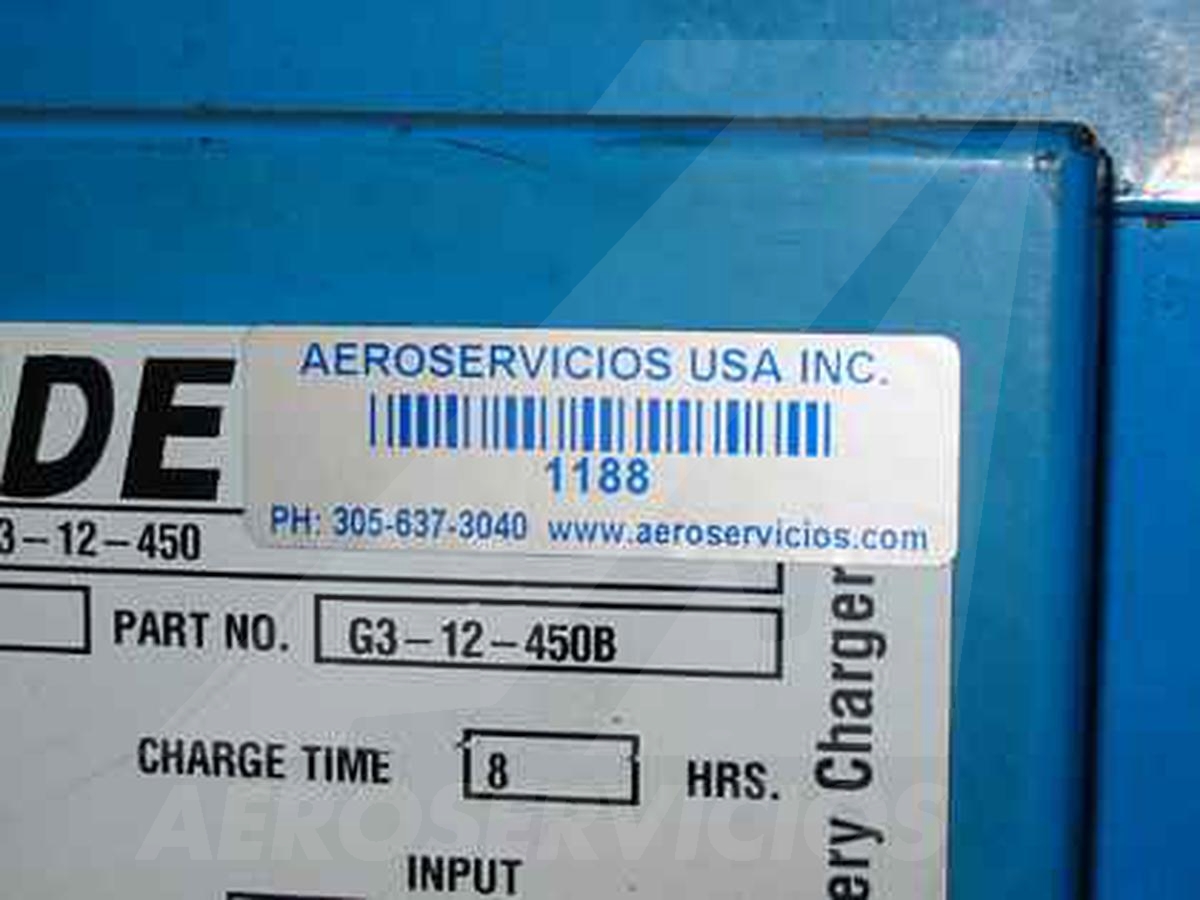 AEROSERVICIOS USA INC.
1188
PH: 305-637-3040 www.aeroservicios.com
DE
3-12-450
PART NO. G3-12-450B
CHARGE TIME 8 HRS.
INPUT
ery Charger
AEROSERVICIOS